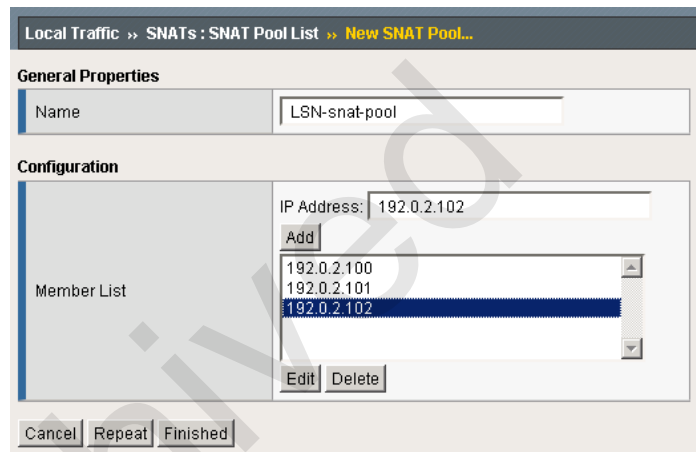 Local Traffic » SNATs : SNAT Pool List » New SNAT Pool...
General Properties
Name
LSN-snat-pool
Configuration
Member List
IP Address: 192.0.2.102
Add
192.0.2.100
192.0.2.101
192.0.2.102
Edit Delete
Cancel Repeat Finished
hived